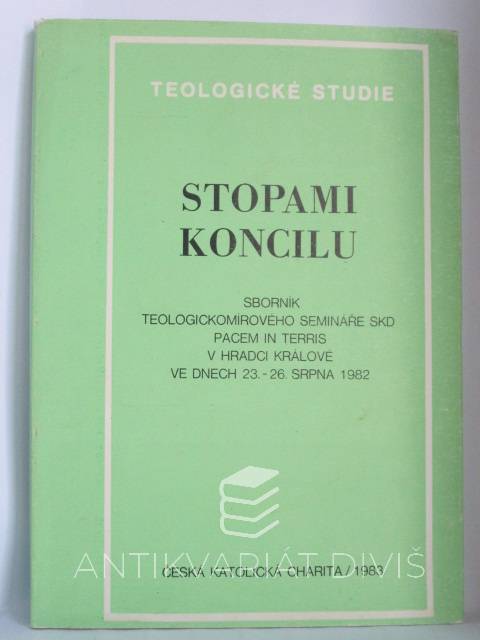 TEOLOGICKÉ STUDIE
STOPAMI
KONCILU
SBORNÍK
TEOLOGICKOMÍROVÉHO SEMINÁŘE SKD
PACEM IN TERRIS
V HRADCI KRÁLOVÉ
VE DNECH 23.-26. SRPNA 1982
ANTIKVARIÁT DIVIŠ
ČESKÁ KATOLICKÁ CHARITA/1983